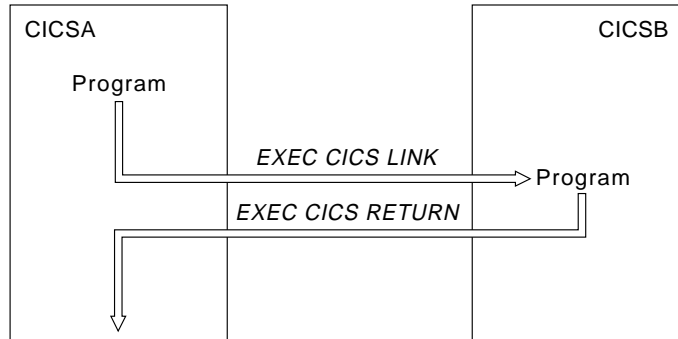 CICSA
CICSB
Program
EXEC CICS LINK
Program
EXEC CICS RETURN